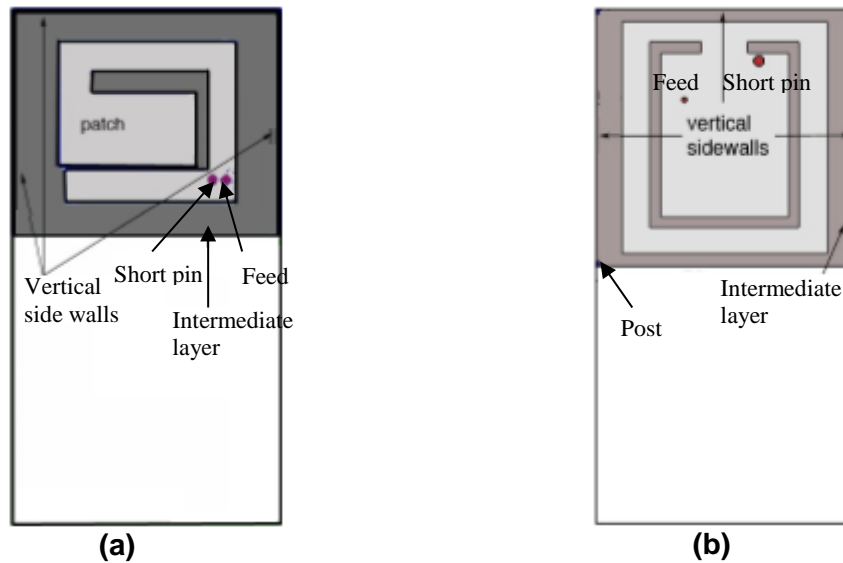 patch
Short pin
Feed
Vertical
side walls
Intermediate
layer
(a)
Feed
Short pin
vertical
sidewalls
Intermediate
layer
Post
(b)